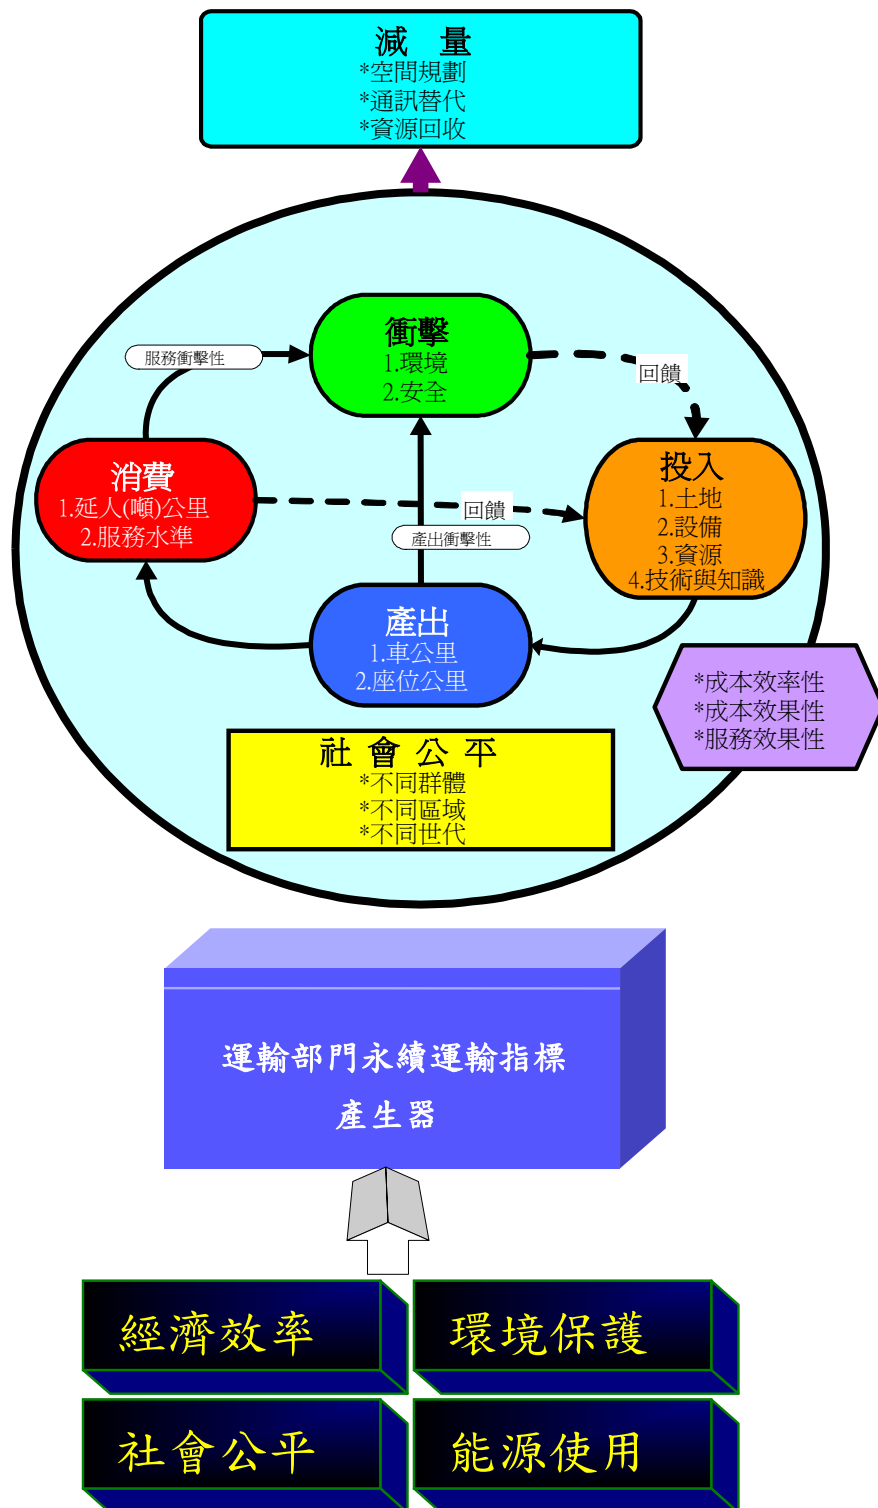 減 量
*空間規劃
*通訊替代
*資源回收
衝擊
1.環境
2.安全
服務衝擊性
回饋
消費
1.延人(噸)公里
2.服務水準
投入
1.土地
2.設備
3.資源
4.技術與知識
回饋
產出衝擊性
產出
1.車公里
2.座位公里
*成本效率性
*成本效果性
*服務效果性
社 會 公 平
*不同群體
*不同區域
*不同世代
運輸部門永續運輸指標
產生器
經濟效率
環境保護
社會公平
能源使用